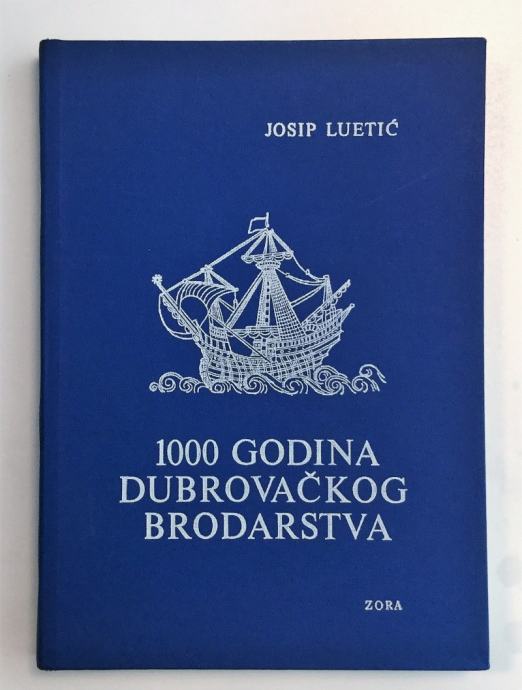 JOSIP LUETIĆ
1000 GODINA
DUBROVAČKOG
BRODARSTVA
ZORA